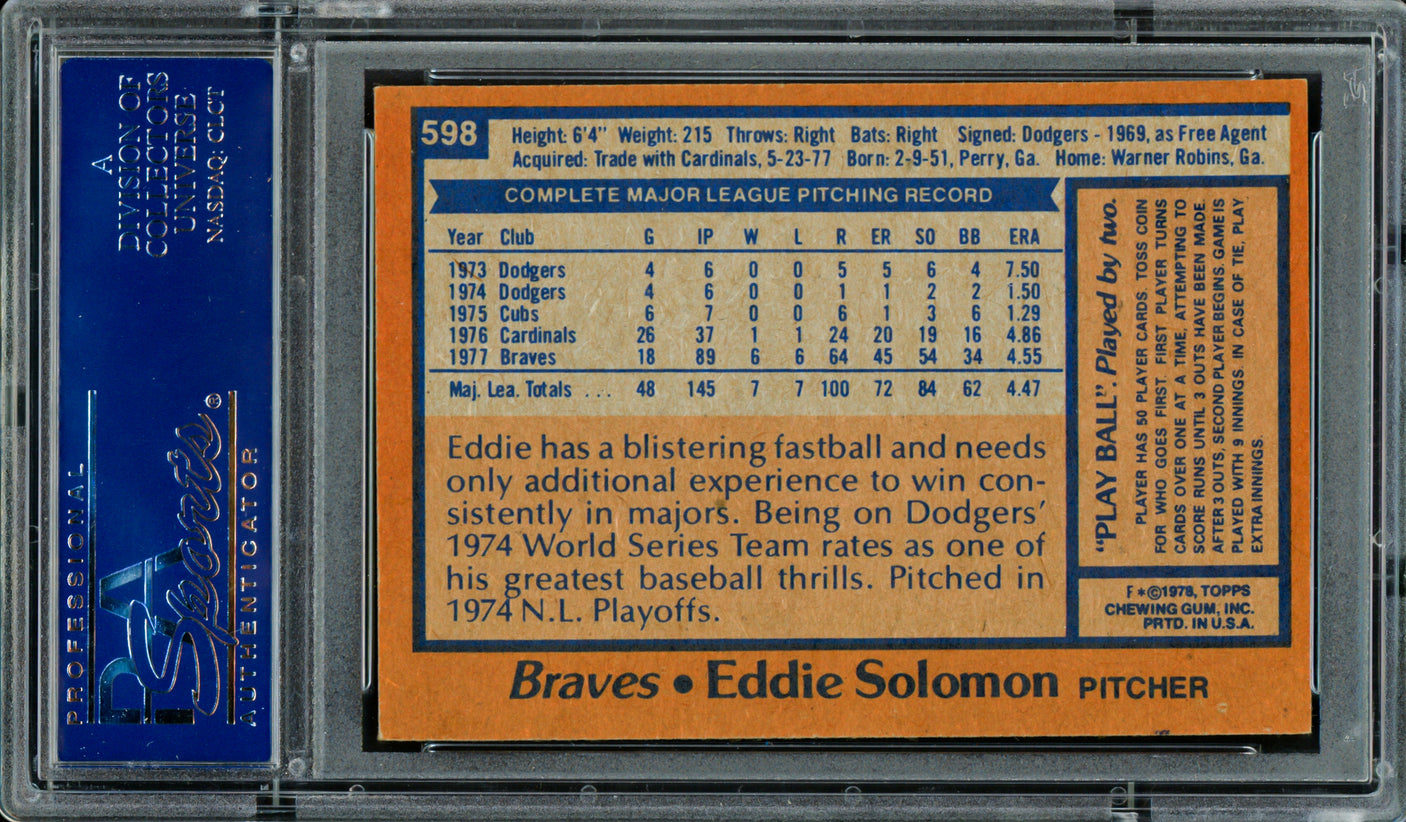 A
DIVISION OF
COLLECTORS
UNIVERSE
NASDAQ: CLCT
PROFESSIONAL
PSA
Sports®
AUTHENTICATOR
598
Height: 6'4" Weight: 215 Throws: Right Bats: Right Signed: Dodgers - 1969, as Free Agent
Acquired: Trade with Cardinals, 5-23-77 Born: 2-9-51, Perry, Ga. Home: Warner Robins, Ga.
COMPLETE MAJOR LEAGUE PITCHING RECORD
Year Club G IP W L R ER SO BB ERA
1973 Dodgers 4 6 0 0 5 5 6 4 7.50
1974 Dodgers 4 6 0 0 1 1 2 2 1.50
1975 Cubs 6 7 0 0 6 1 3 6 1.29
1976 Cardinals 26 37 1 1 24 20 19 16 4.86
1977 Braves 18 89 6 6 64 45 54 34 4.55
Maj. Lea. Totals ... 48 145 7 7 100 72 84 62 4.47
Eddie has a blistering fastball and needs
only additional experience to win con-
sistently in majors. Being on Dodgers'
1974 World Series Team rates as one of
his greatest baseball thrills. Pitched in
1974 N.L. Playoffs.
"PLAY BALL". Played by two.
PLAYER HAS 50 PLAYER CARDS. TOSS COIN
FOR WHO GOES FIRST. FIRST PLAYER TURNS
CARDS OVER ONE AT A TIME, ATTEMPTING TO
SCORE RUNS UNTIL 3 OUTS HAVE BEEN MADE.
AFTER 3 OUTS, SECOND PLAYER BEGINS. GAME IS
PLAYED WITH 9 INNINGS. IN CASE OF TIE, PLAY
EXTRA INNINGS.
F*©1978, TOPPS
CHEWING GUM, INC.
PRTD. IN U.S.A.
Braves • Eddie Solomon PITCHER